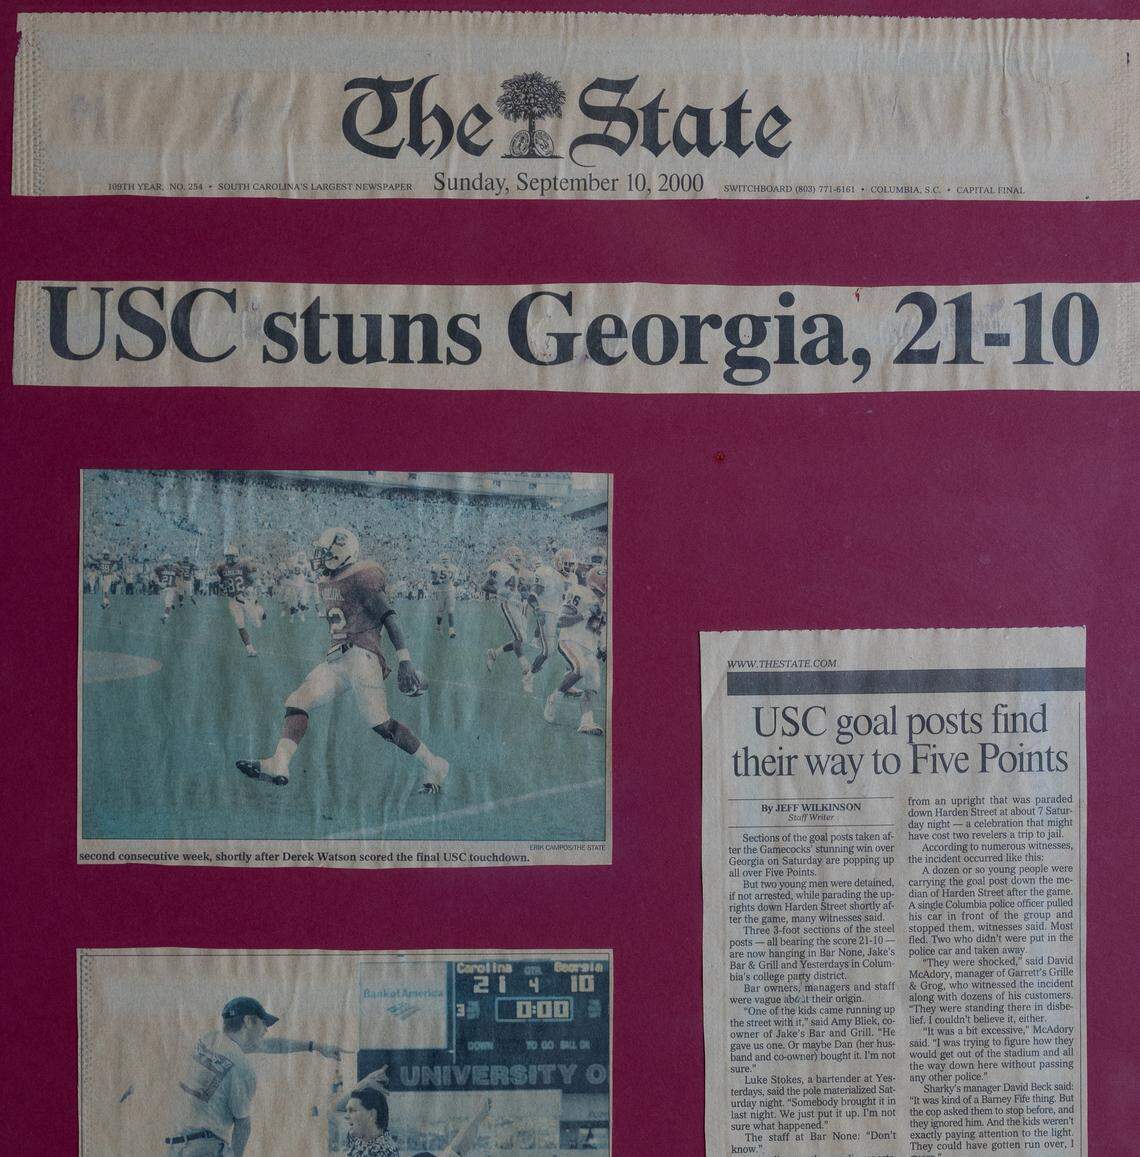 The State
109TH YEAR, NO. 254 • SOUTH CAROLINA'S LARGEST NEWSPAPER
Sunday, September 10, 2000
SWITCHBOARD (803) 771-6161 • COLUMBIA, S.C. • CAPITAL FINAL
USC stuns Georgia, 21-10
ERIK CAMPOS/THE STATE
second consecutive week, shortly after Derek Watson scored the final USC touchdown.
Carolina QTR Georgia
21 4 10
BankofAmerica
3 0:00
DOWN TO GO BALL ON
UNIVERSITY O
WWW.THESTATE.COM
USC goal posts find
their way to Five Points
By JEFF WILKINSON
Staff Writer
Sections of the goal posts taken af-
ter the Gamecocks' stunning win over
Georgia on Saturday are popping up
all over Five Points.
But two young men were detained,
if not arrested, while parading the up-
rights down Harden Street shortly af-
ter the game, many witnesses said.
Three 3-foot sections of the steel
posts — all bearing the score 21-10 —
are now hanging in Bar None, Jake's
Bar & Grill and Yesterdays in Colum-
bia's college party district.
Bar owners, managers and staff
were vague about their origin.
"One of the kids came running up
the street with it," said Amy Bliek, co-
owner of Jake's Bar and Grill. "He
gave us one. Or maybe Dan (her hus-
band and co-owner) bought it. I'm not
sure."
Luke Stokes, a bartender at Yes-
terdays, said the pole materialized Sat-
urday night. "Somebody brought it in
last night. We just put it up. I'm not
sure what happened."
The staff at Bar None: "Don't
know."
from an upright that was paraded
down Harden Street at about 7 Satur-
day night — a celebration that might
have cost two revelers a trip to jail.
According to numerous witnesses,
the incident occurred like this:
A dozen or so young people were
carrying the goal post down the me-
dian of Harden Street after the game.
A single Columbia police officer pulled
his car in front of the group and
stopped them, witnesses said. Most
fled. Two who didn't were put in the
police car and taken away.
"They were shocked," said David
McAdory, manager of Garrett's Grille
& Grog, who witnessed the incident
along with dozens of his customers.
"They were standing there in disbe-
lief. I couldn't believe it, either.
"It was a bit excessive," McAdory
said. "I was trying to figure how they
would get out of the stadium and all
the way down here without passing
any other police."
Sharky's manager David Beck said:
"It was kind of a Barney Fife thing. But
the cop asked them to stop before, and
they ignored him. And the kids weren't
exactly paying attention to the light.
They could have gotten run over, I